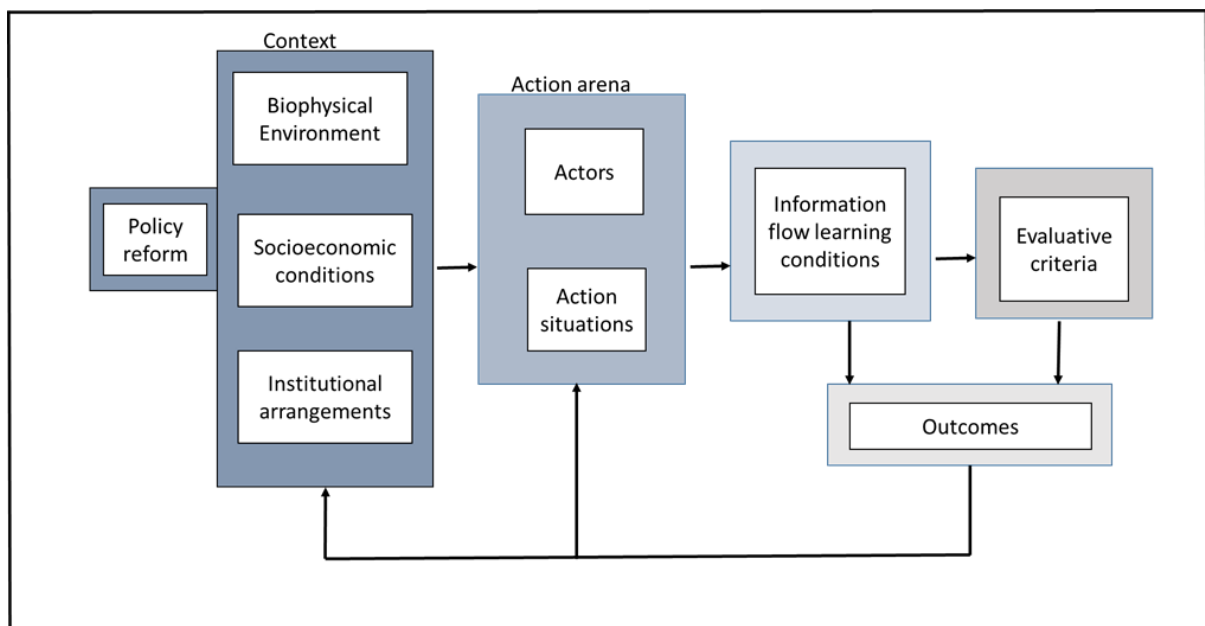 Context
Biophysical
Environment
Policy
reform
Socioeconomic
conditions
Institutional
arrangements
Action arena
Actors
Action
situations
Information
flow learning
conditions
Evaluative
criteria
Outcomes